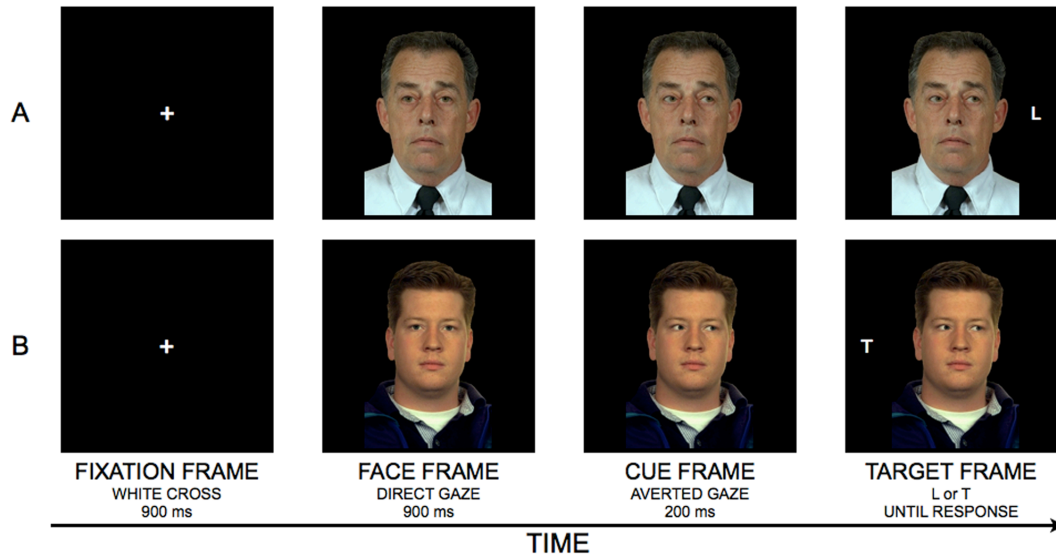 A
+
L
B
+
T
FIXATION FRAME
WHITE CROSS
900 ms
FACE FRAME
DIRECT GAZE
900 ms
CUE FRAME
AVERTED GAZE
200 ms
TARGET FRAME
L or T
UNTIL RESPONSE
TIME